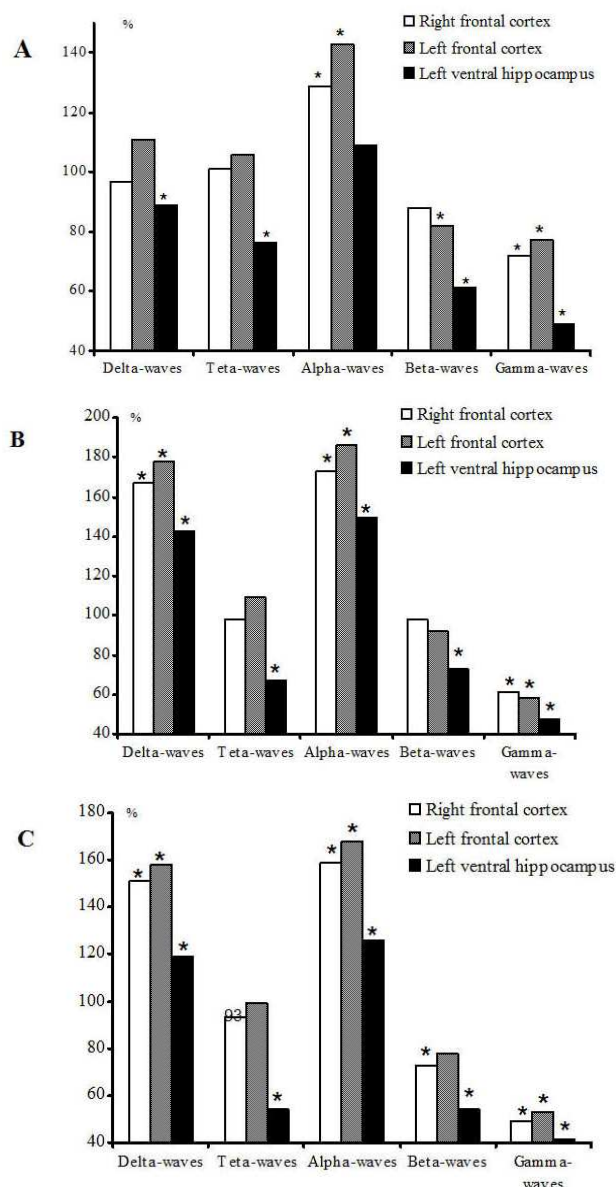 A
%
Right frontal cortex
Left frontal cortex
Left ventral hippocampus
140
120
100
80
60
40
* * * * * * * * *
Delta-waves Teta-waves Alpha-waves Beta-waves Gamma-waves
B
%
Right frontal cortex
Left frontal cortex
Left ventral hippocampus
200
180
160
140
120
100
80
60
40
* * * * * * * * * * *
Delta-waves Teta-waves Alpha-waves Beta-waves Gamma-
waves
C
%
Right frontal cortex
Left frontal cortex
Left ventral hippocampus
180
160
140
120
100
80
60
40
93
* * * * * * * * * * * *
Delta-waves Teta-waves Alpha-waves Beta-waves Gamma-
waves